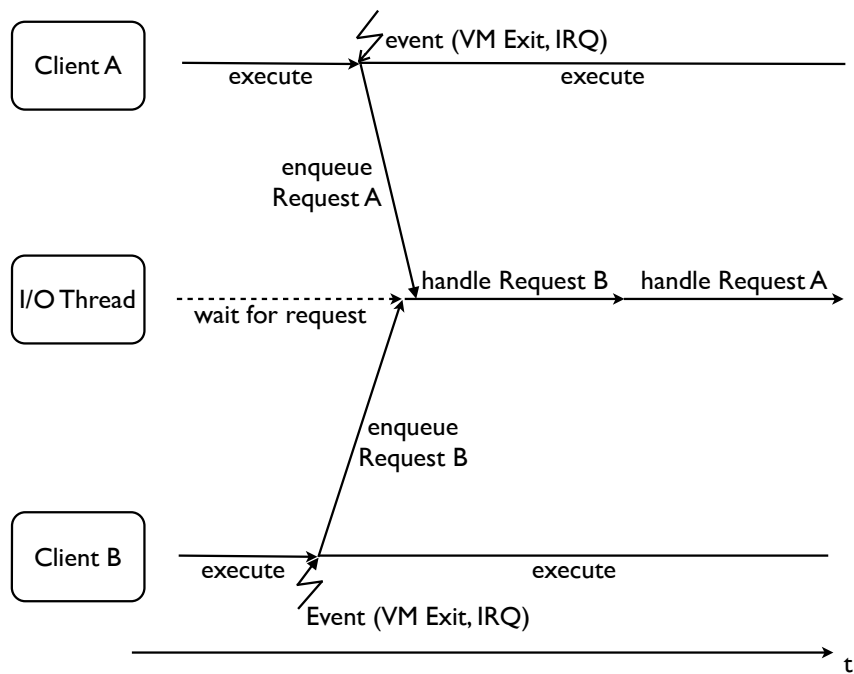 event (VM Exit, IRQ)
Client A
execute
execute
enqueue
Request A
I/O Thread
handle Request B
handle Request A
wait for request
enqueue
Request B
Client B
execute
execute
Event (VM Exit, IRQ)
t